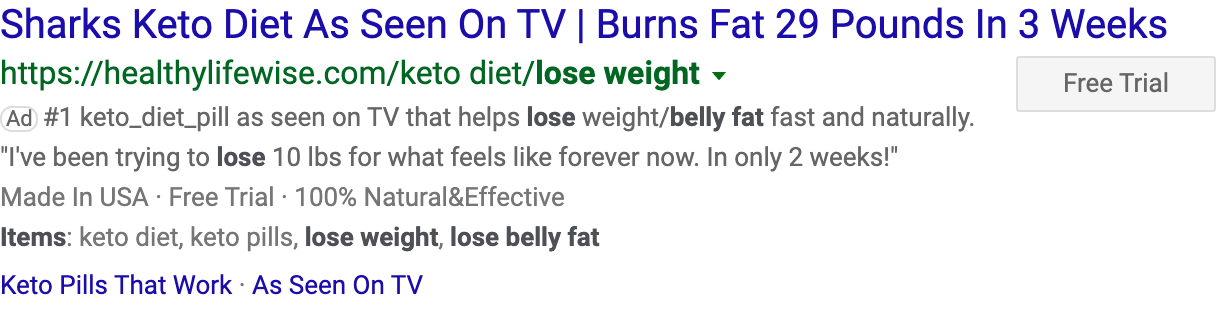 Sharks Keto Diet As Seen On TV | Burns Fat 29 Pounds In 3 Weeks
https://healthylifewise.com/keto diet/lose weight
Free Trial
Ad #1 keto_diet_pill as seen on TV that helps lose weight/belly fat fast and naturally.
"I've been trying to lose 10 lbs for what feels like forever now. In only 2 weeks!"
Made In USA · Free Trial · 100% Natural&Effective
Items: keto diet, keto pills, lose weight, lose belly fat
Keto Pills That Work · As Seen On TV